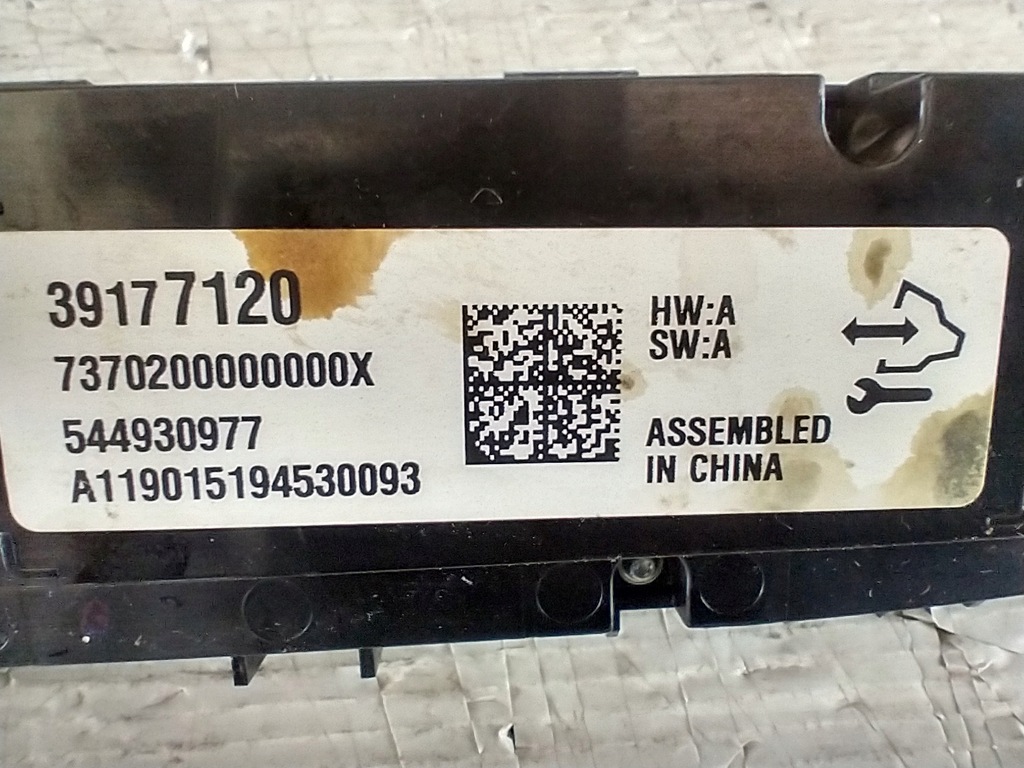 39177120
7370200000000X
544930977
A119015194530093
HW:A
SW:A
ASSEMBLED
IN CHINA